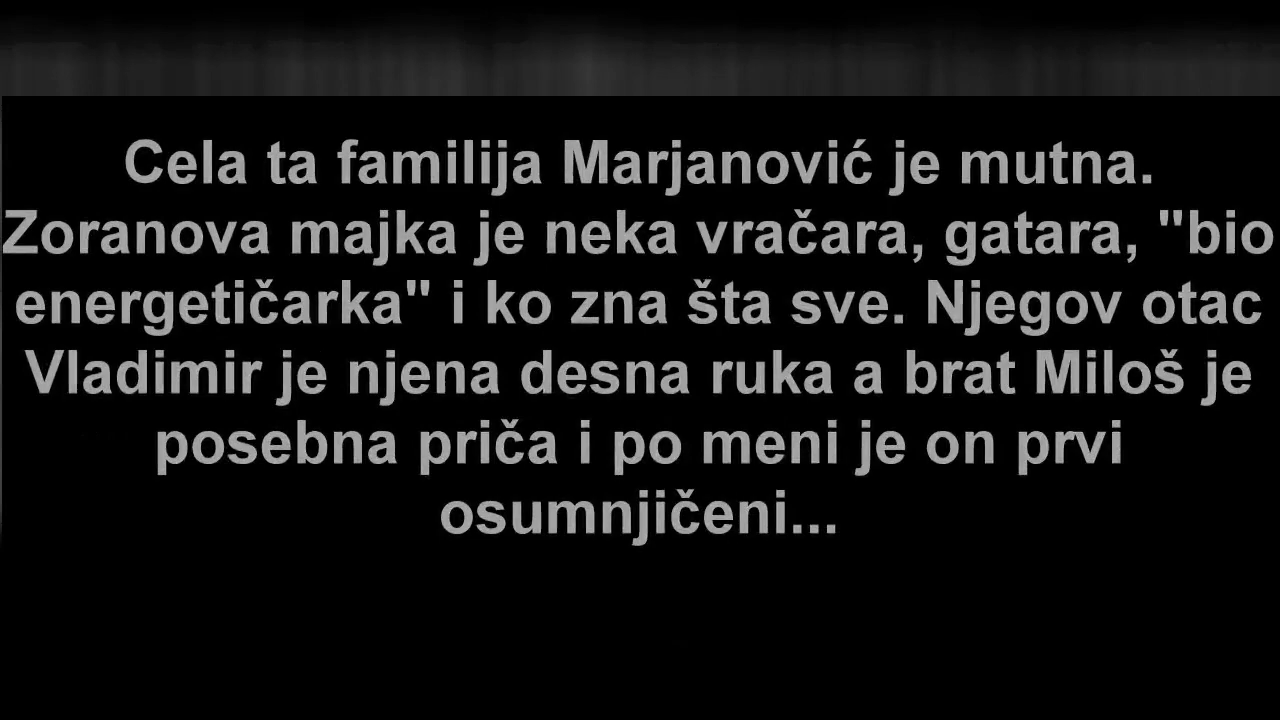 Cela ta familija Marjanović je mutna.
Zoranova majka je neka vračara, gatara, "bio
energetičarka" i ko zna šta sve. Njegov otac
Vladimir je njena desna ruka a brat Miloš je
posebna priča i po meni je on prvi
osumnjičeni...